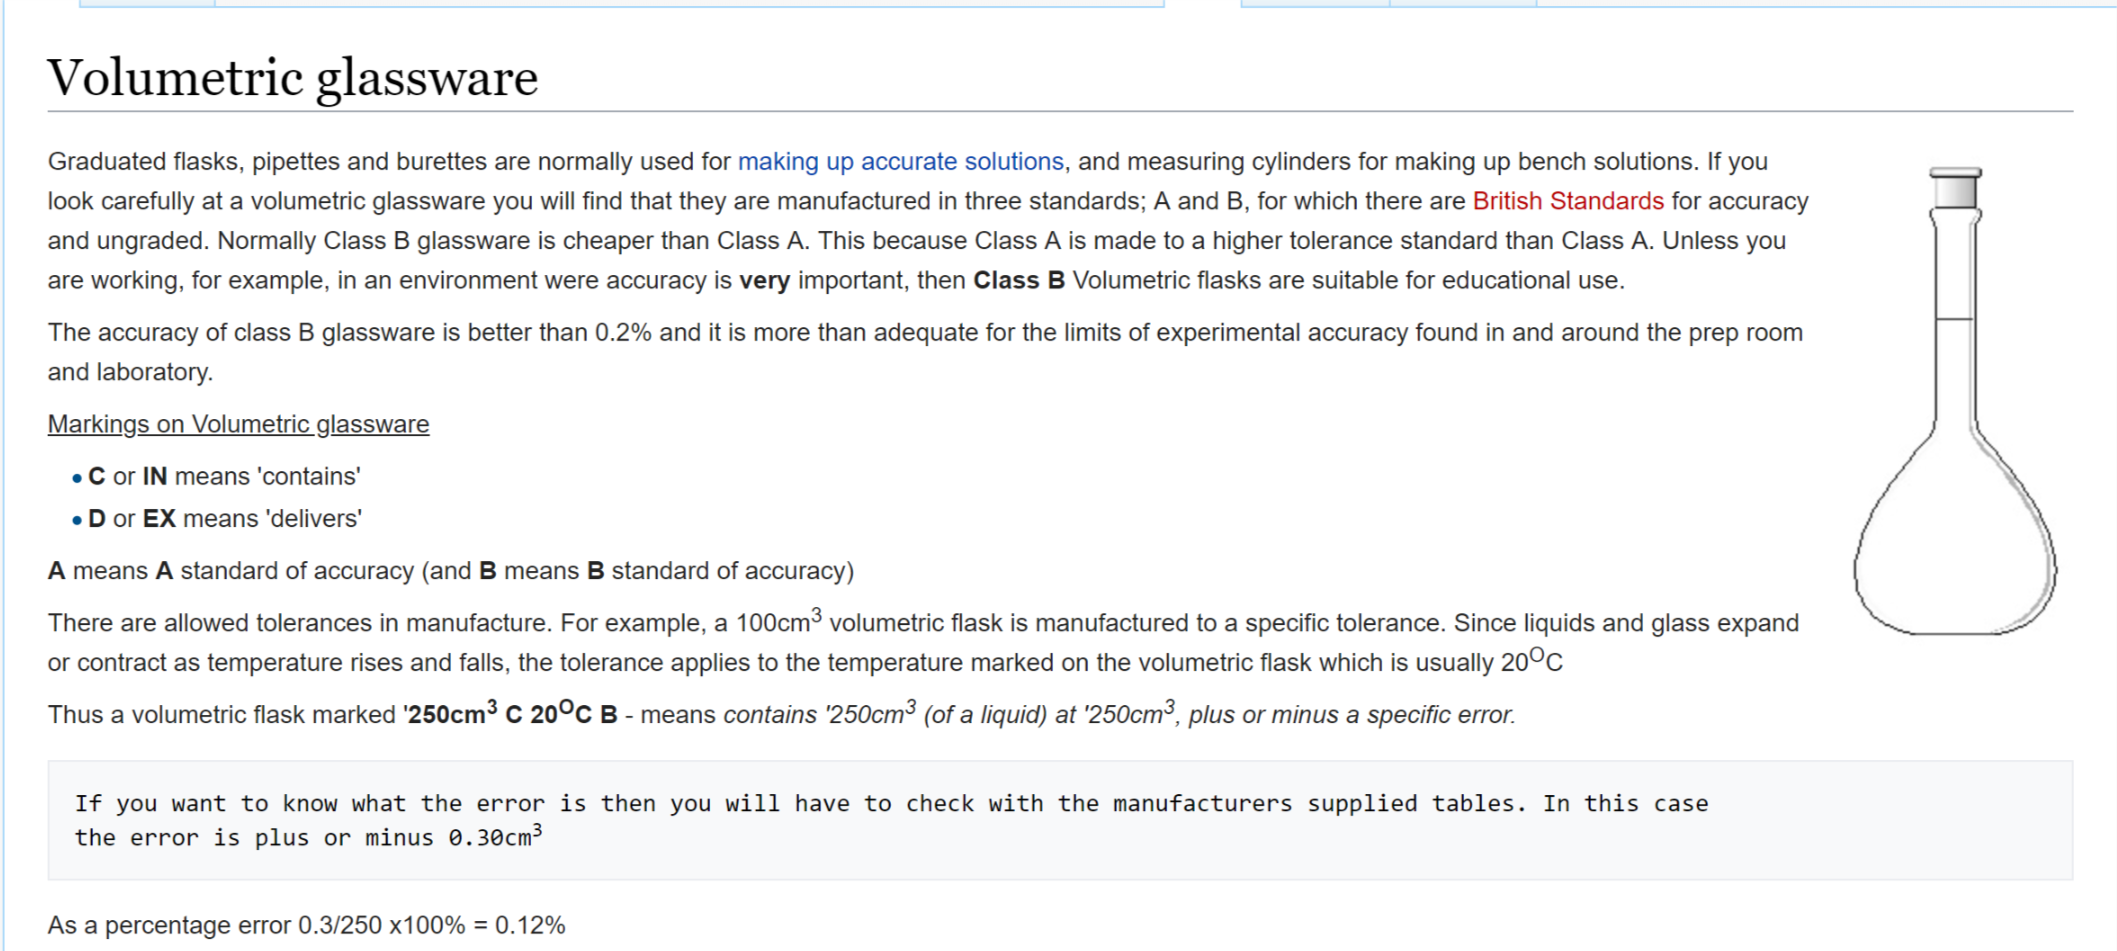 Volumetric glassware
Graduated flasks, pipettes and burettes are normally used for making up accurate solutions, and measuring cylinders for making up bench solutions. If you
look carefully at a volumetric glassware you will find that they are manufactured in three standards; A and B, for which there are British Standards for accuracy
and ungraded. Normally Class B glassware is cheaper than Class A. This because Class A is made to a higher tolerance standard than Class A. Unless you
are working, for example, in an environment were accuracy is very important, then Class B Volumetric flasks are suitable for educational use.
The accuracy of class B glassware is better than 0.2% and it is more than adequate for the limits of experimental accuracy found in and around the prep room
and laboratory.
Markings on Volumetric glassware
• C or IN means 'contains'
• D or EX means 'delivers'
A means A standard of accuracy (and B means B standard of accuracy)
There are allowed tolerances in manufacture. For example, a 100cm³ volumetric flask is manufactured to a specific tolerance. Since liquids and glass expand
or contract as temperature rises and falls, the tolerance applies to the temperature marked on the volumetric flask which is usually 20ᴼC
Thus a volumetric flask marked '250cm³ C 20ᴼC B - means contains '250cm³ (of a liquid) at '250cm³, plus or minus a specific error.
If you want to know what the error is then you will have to check with the manufacturers supplied tables. In this case
the error is plus or minus 0.30cm³
As a percentage error 0.3/250 x100% = 0.12%